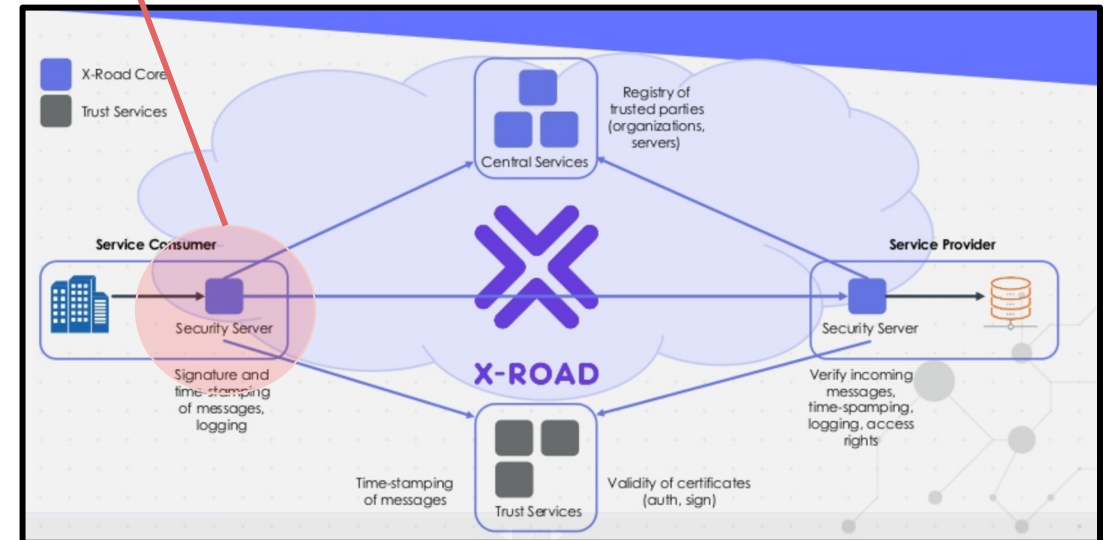 X-Road Core
Trust Services
Registry of
trusted parties
(organizations,
servers)
Central Services
Service Consumer
Service Provider
Security Server
Security Server
X-ROAD
Signature and
time-stamping
of messages,
logging
Verify incoming
messages,
time-spamping,
logging, access
rights
Time-stamping
of messages
Validity of certificates
(auth, sign)
Trust Services